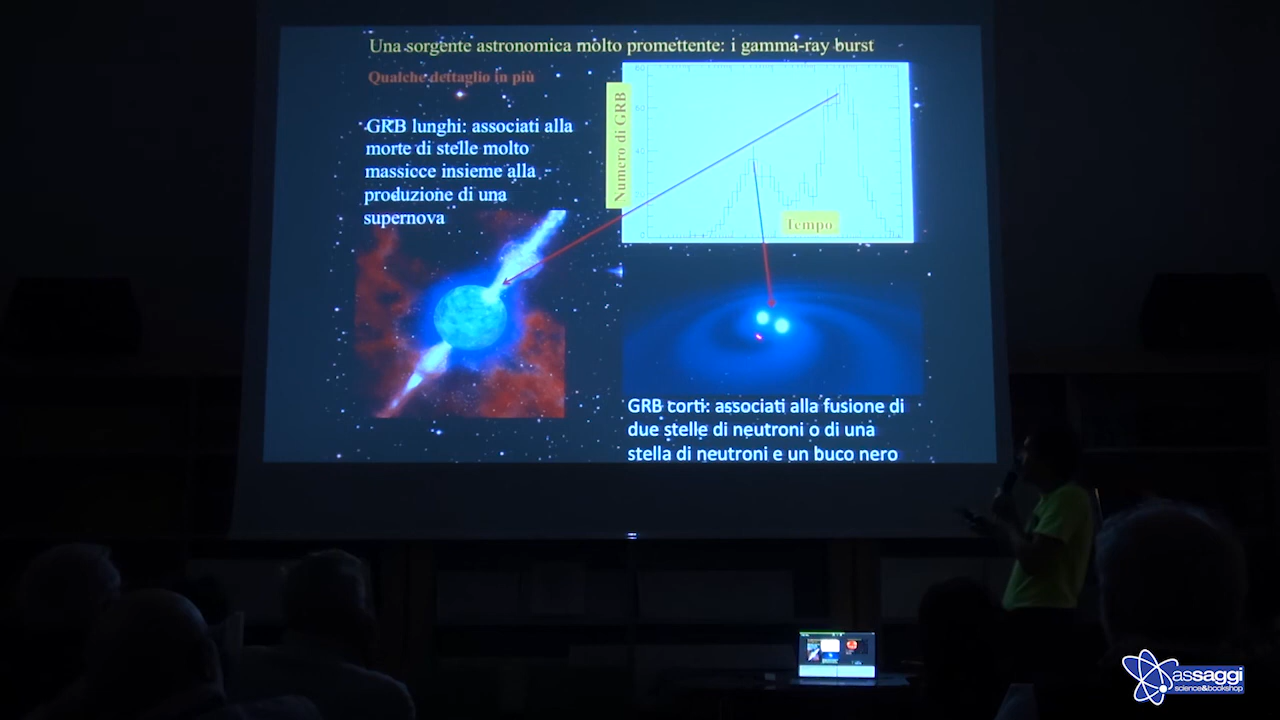 Una sorgente astronomica molto promettente: i gamma-ray burst
Qualche dettaglio in più
GRB lunghi: associati alla
morte di stelle molto
massicce insieme alla
produzione di una
supernova
Numero di GRB
Tempo
GRB corti: associati alla fusione di
due stelle di neutroni o di una
stella di neutroni e un buco nero
assaggi
science&bookshop